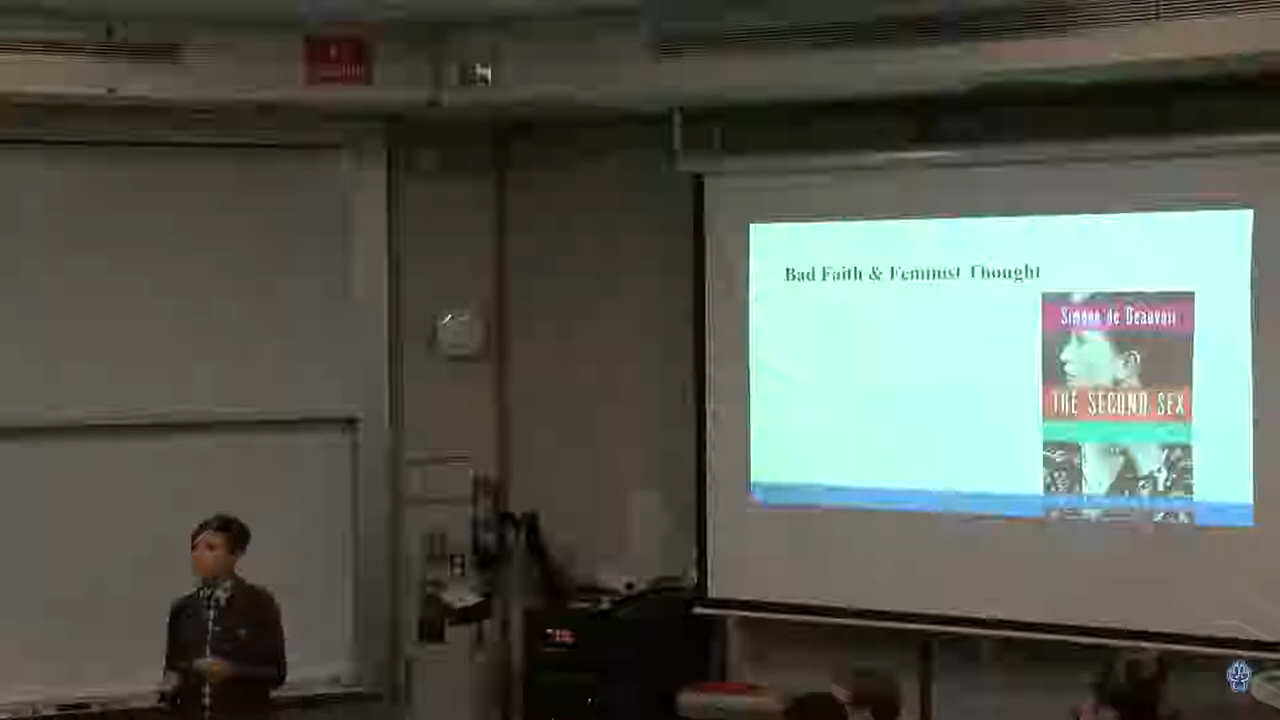 Bad Faith & Feminist Thought
Simone de Beauvoir
THE SECOND SEX